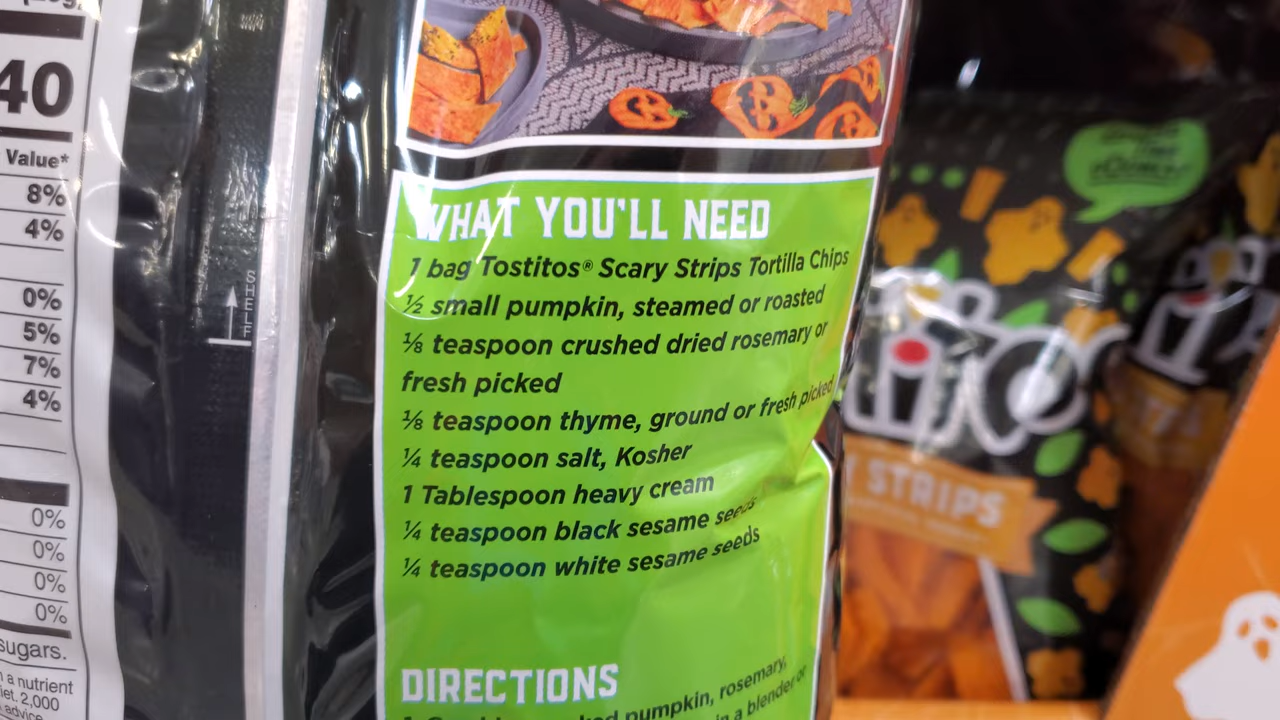 40
Value*
8%
4%
0%
5%
7%
4%
0%
0%
0%
0%
sugars.
a nutrient
2,000
advice
SHELF
WHAT YOU'LL NEED
1 bag Tostitos® Scary Strips Tortilla Chips
½ small pumpkin, steamed or roasted
⅛ teaspoon crushed dried rosemary or
fresh picked
⅛ teaspoon thyme, ground or fresh picked
¼ teaspoon salt, Kosher
1 Tablespoon heavy cream
¼ teaspoon black sesame seeds
¼ teaspoon white sesame seeds
DIRECTIONS
pumpkin, rosemary,
in a blender or
STRIPS